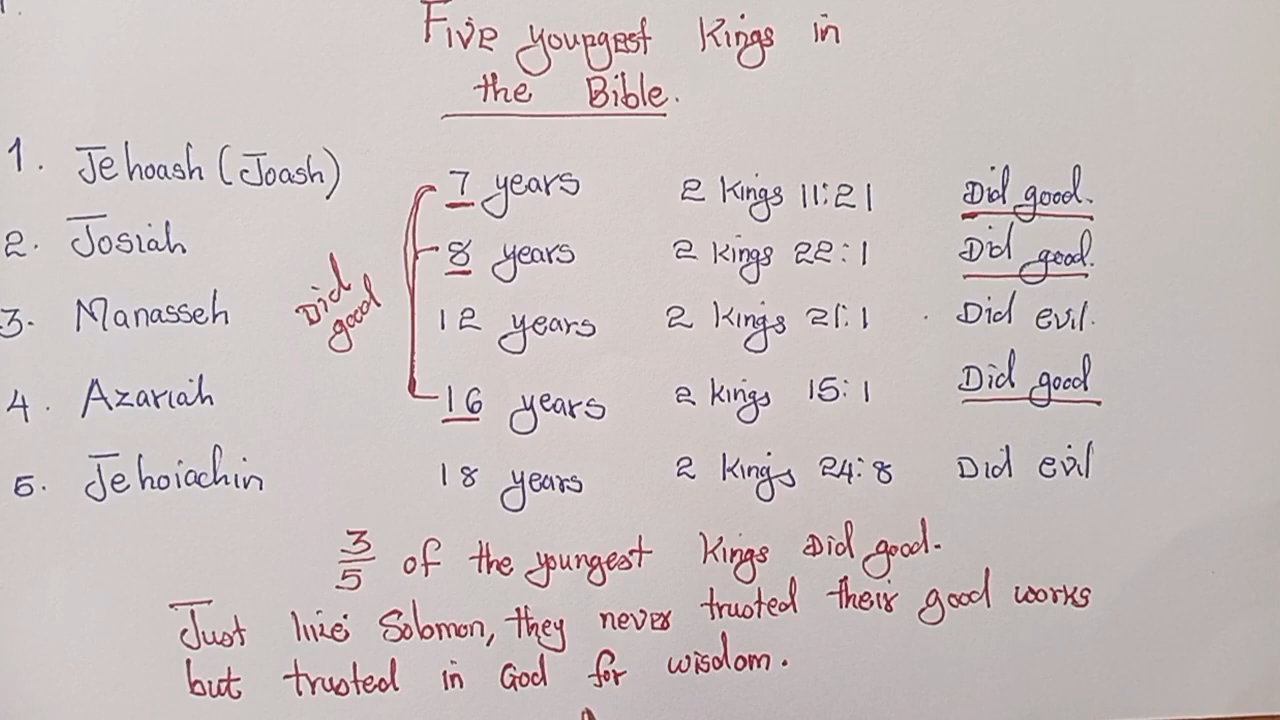 Five youngest Kings in
the Bible.
1. Jehoash (Joash) 7 years 2 Kings 11:21 Did good.
2. Josiah 8 years 2 Kings 22:1 Did good.
3. Manasseh 12 years 2 Kings 21:1 Did evil.
Did good
4. Azariah 16 years 2 Kings 15:1 Did good
5. Jehoiachin 18 years 2 Kings 24:8 Did evil
3/5 of the youngest Kings Did good.
Just like Solomon, they never trusted their good works
but trusted in God for wisdom.